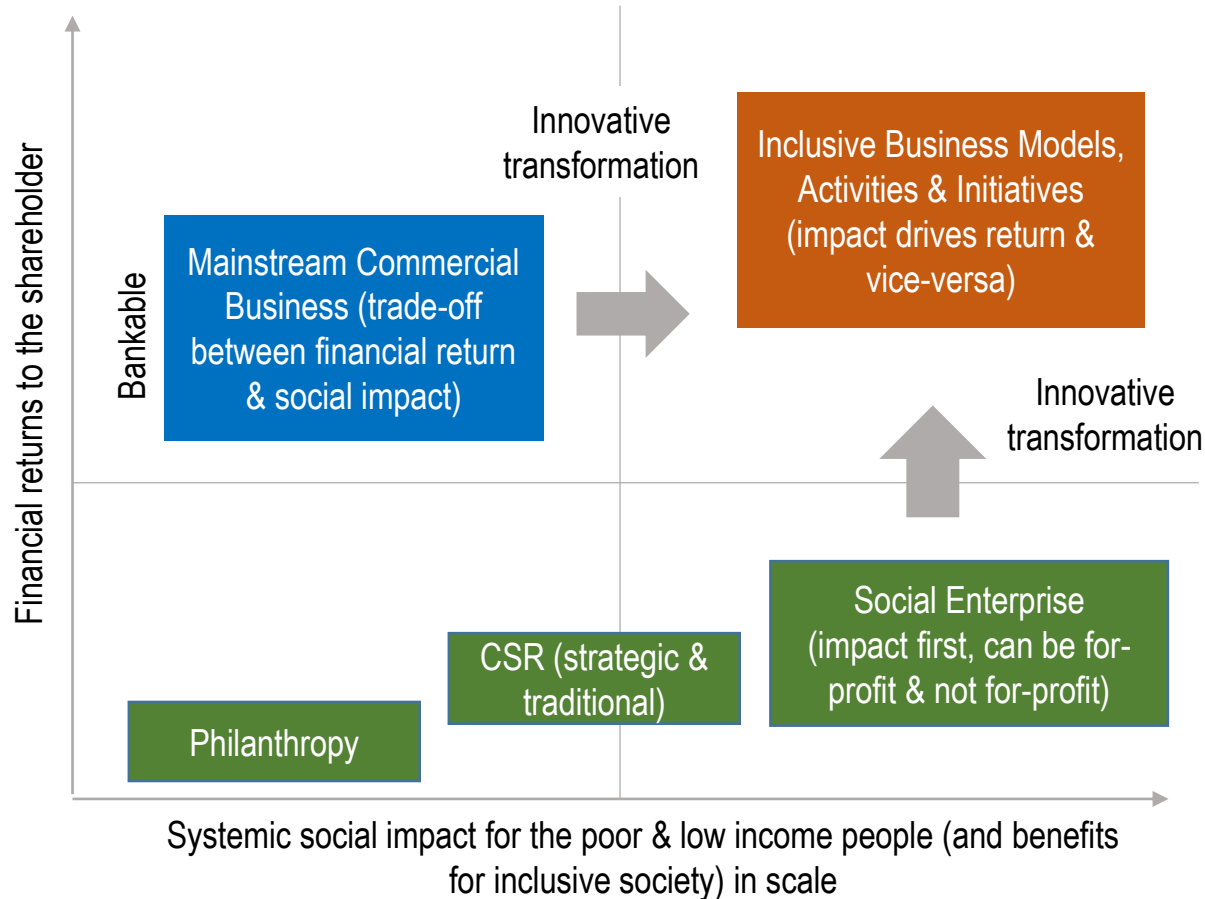 Financial returns to the shareholder
Bankable
Innovative
transformation
Mainstream Commercial
Business (trade-off
between financial return
& social impact)
Inclusive Business Models,
Activities & Initiatives
(impact drives return &
vice-versa)
Innovative
transformation
Social Enterprise
(impact first, can be for-
profit & not for-profit)
CSR (strategic &
traditional)
Philanthropy
Systemic social impact for the poor & low income people (and benefits
for inclusive society) in scale